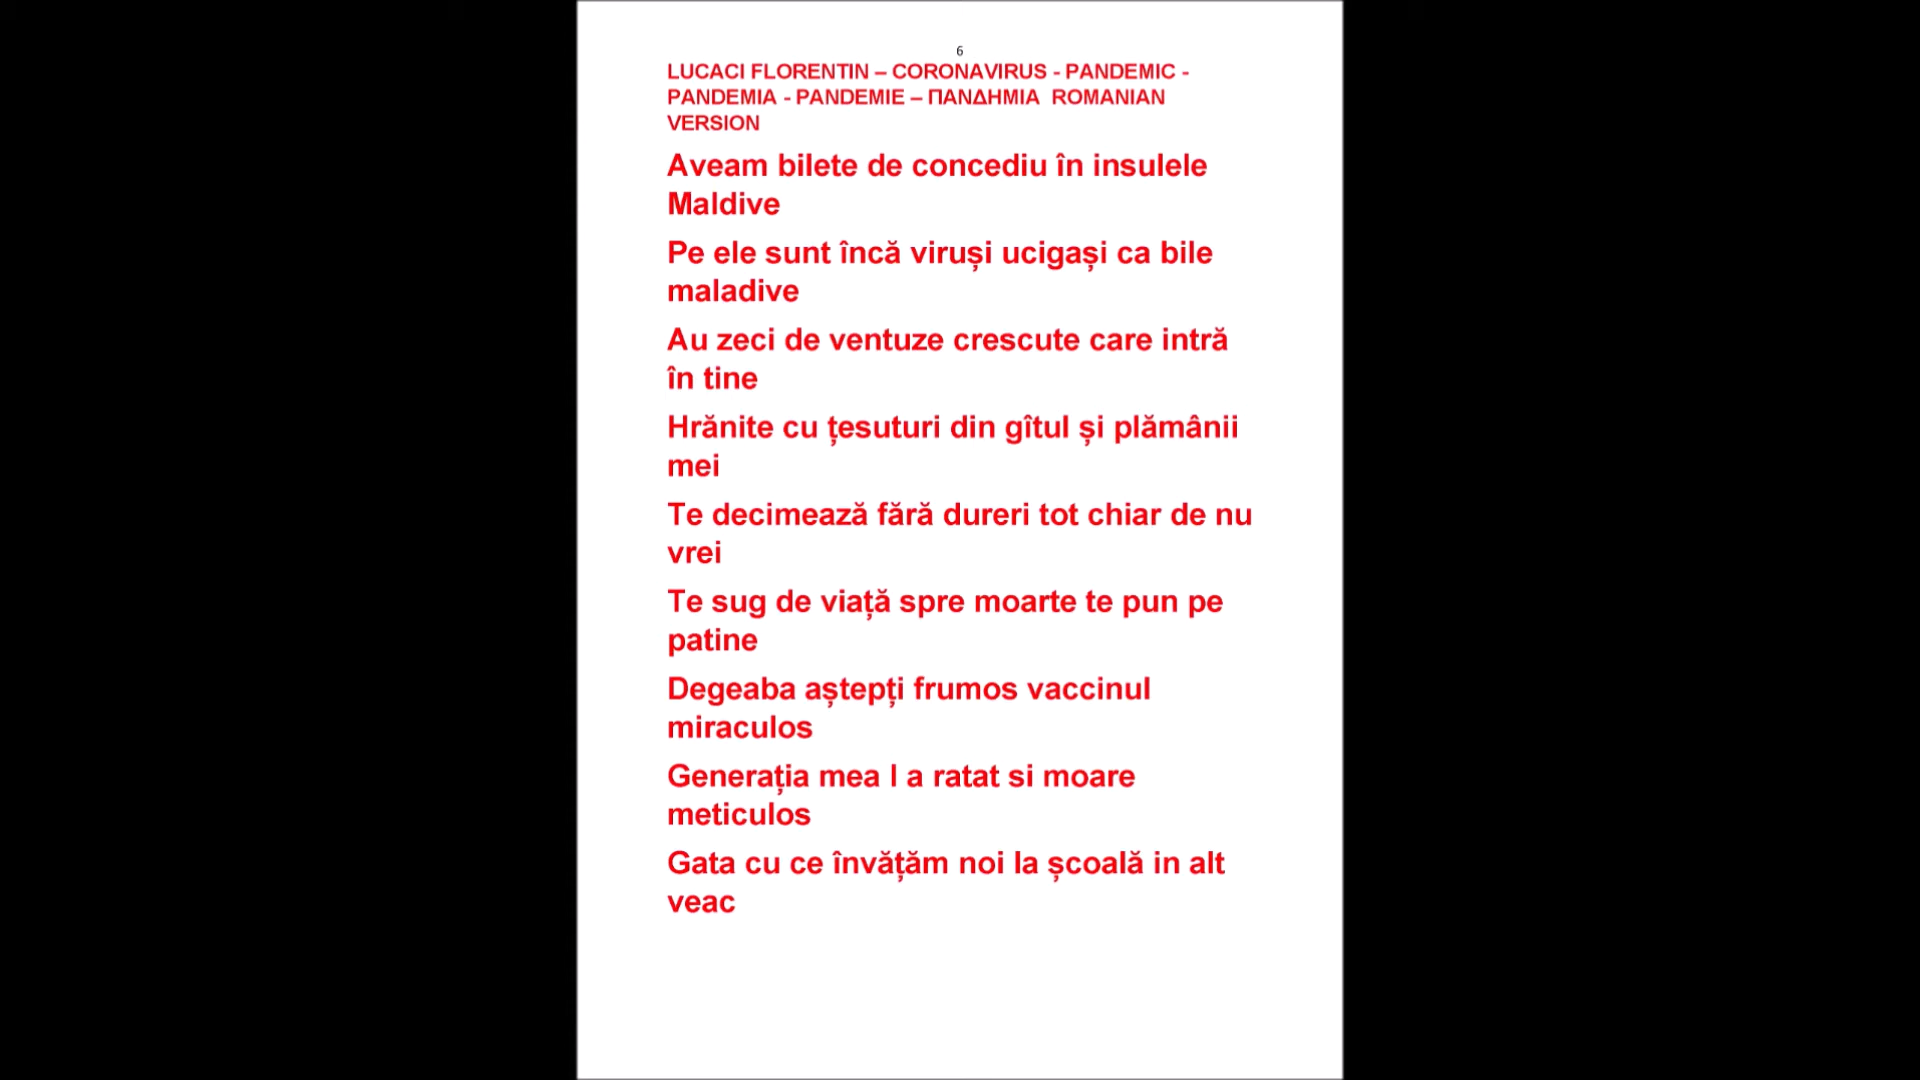 6
LUCACI FLORENTIN – CORONAVIRUS - PANDEMIC -
PANDEMIA - PANDEMIE – ΠΑΝΔΗΜΙΑ  ROMANIAN
VERSION
Aveam bilete de concediu în insulele
Maldive
Pe ele sunt încă viruși ucigași ca bile
maladive
Au zeci de ventuze crescute care intră
în tine
Hrănite cu țesuturi din gîtul și plămânii
mei
Te decimează fără dureri tot chiar de nu
vrei
Te sug de viață spre moarte te pun pe
patine
Degeaba aștepți frumos vaccinul
miraculos
Generația mea l a ratat si moare
meticulos
Gata cu ce învățăm noi la școală in alt
veac